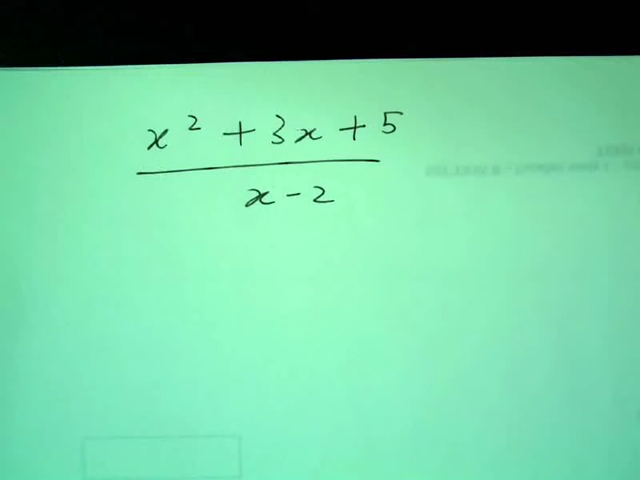 x² + 3x + 5
x - 2